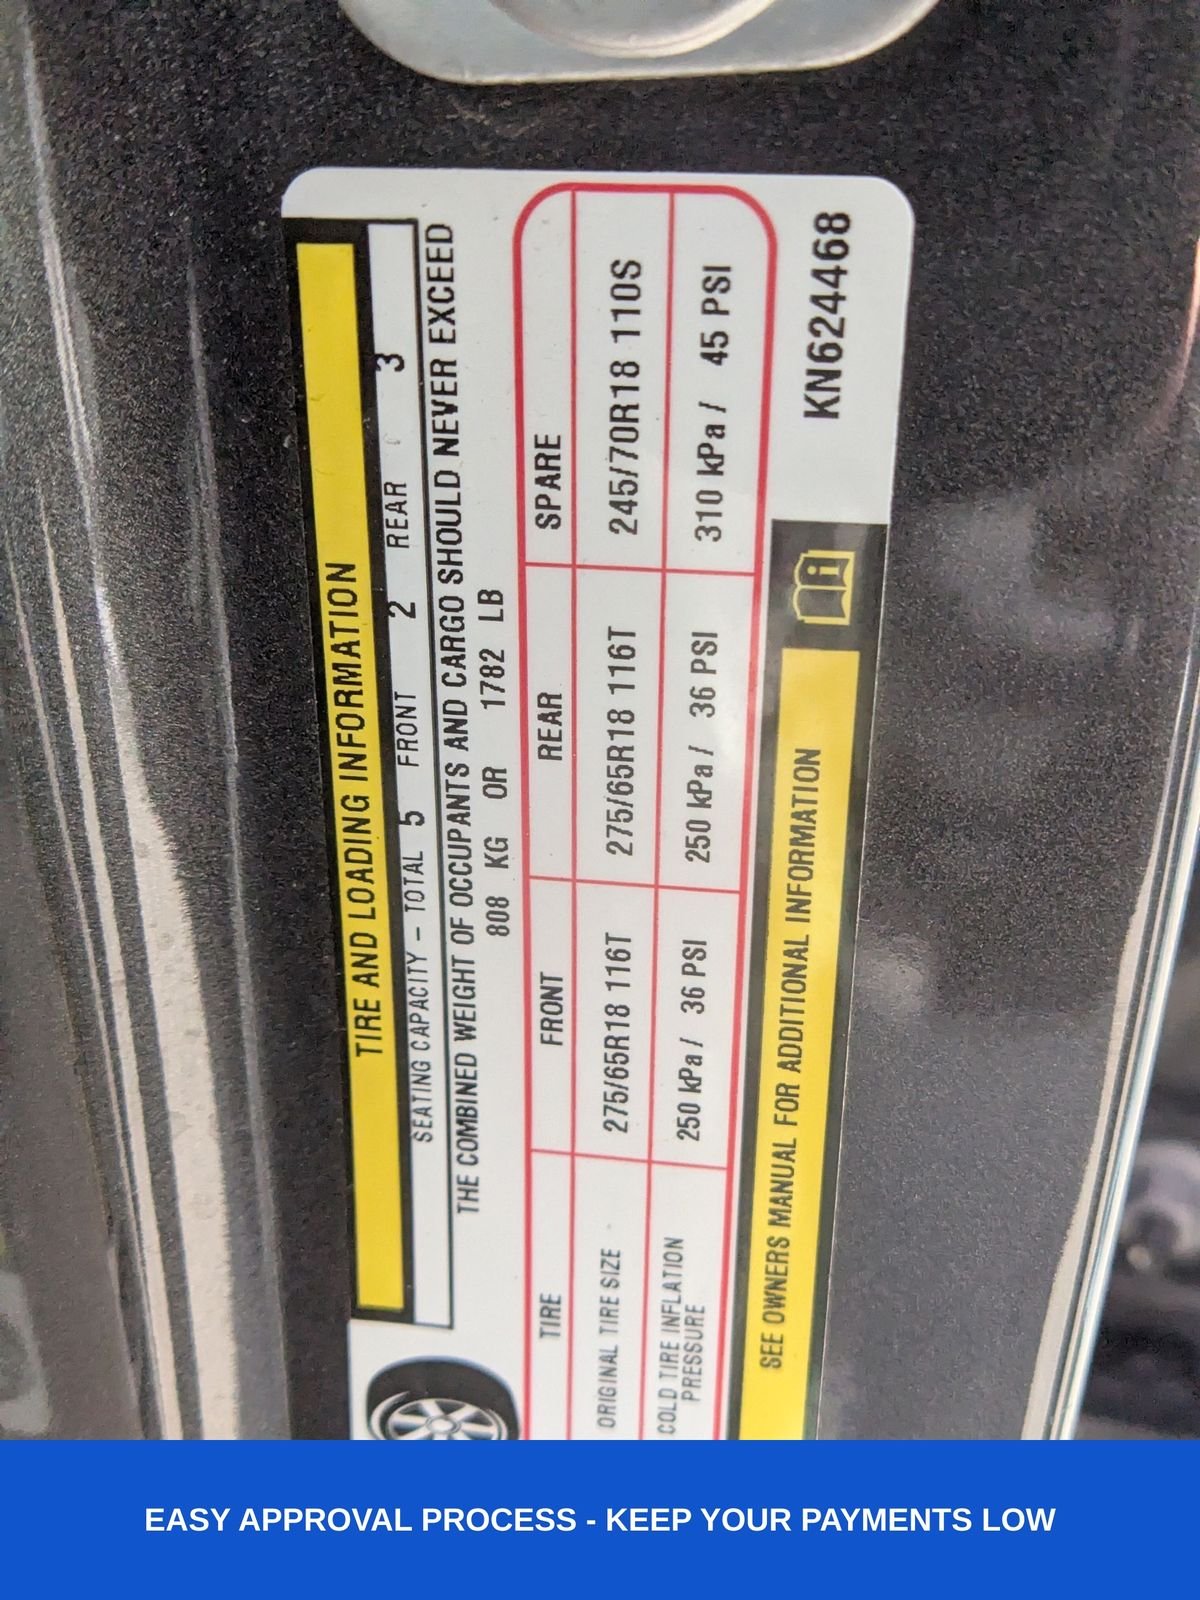 TIRE AND LOADING INFORMATION
SEATING CAPACITY - TOTAL 5 FRONT 2 REAR 3
THE COMBINED WEIGHT OF OCCUPANTS AND CARGO SHOULD NEVER EXCEED
808 KG OR 1782 LB
TIRE FRONT REAR SPARE
ORIGINAL TIRE SIZE 275/65R18 116T 275/65R18 116T 245/70R18 110S
COLD TIRE INFLATION PRESSURE 250 kPa / 36 PSI 250 kPa / 36 PSI 310 kPa / 45 PSI
SEE OWNERS MANUAL FOR ADDITIONAL INFORMATION
KN624468
EASY APPROVAL PROCESS - KEEP YOUR PAYMENTS LOW